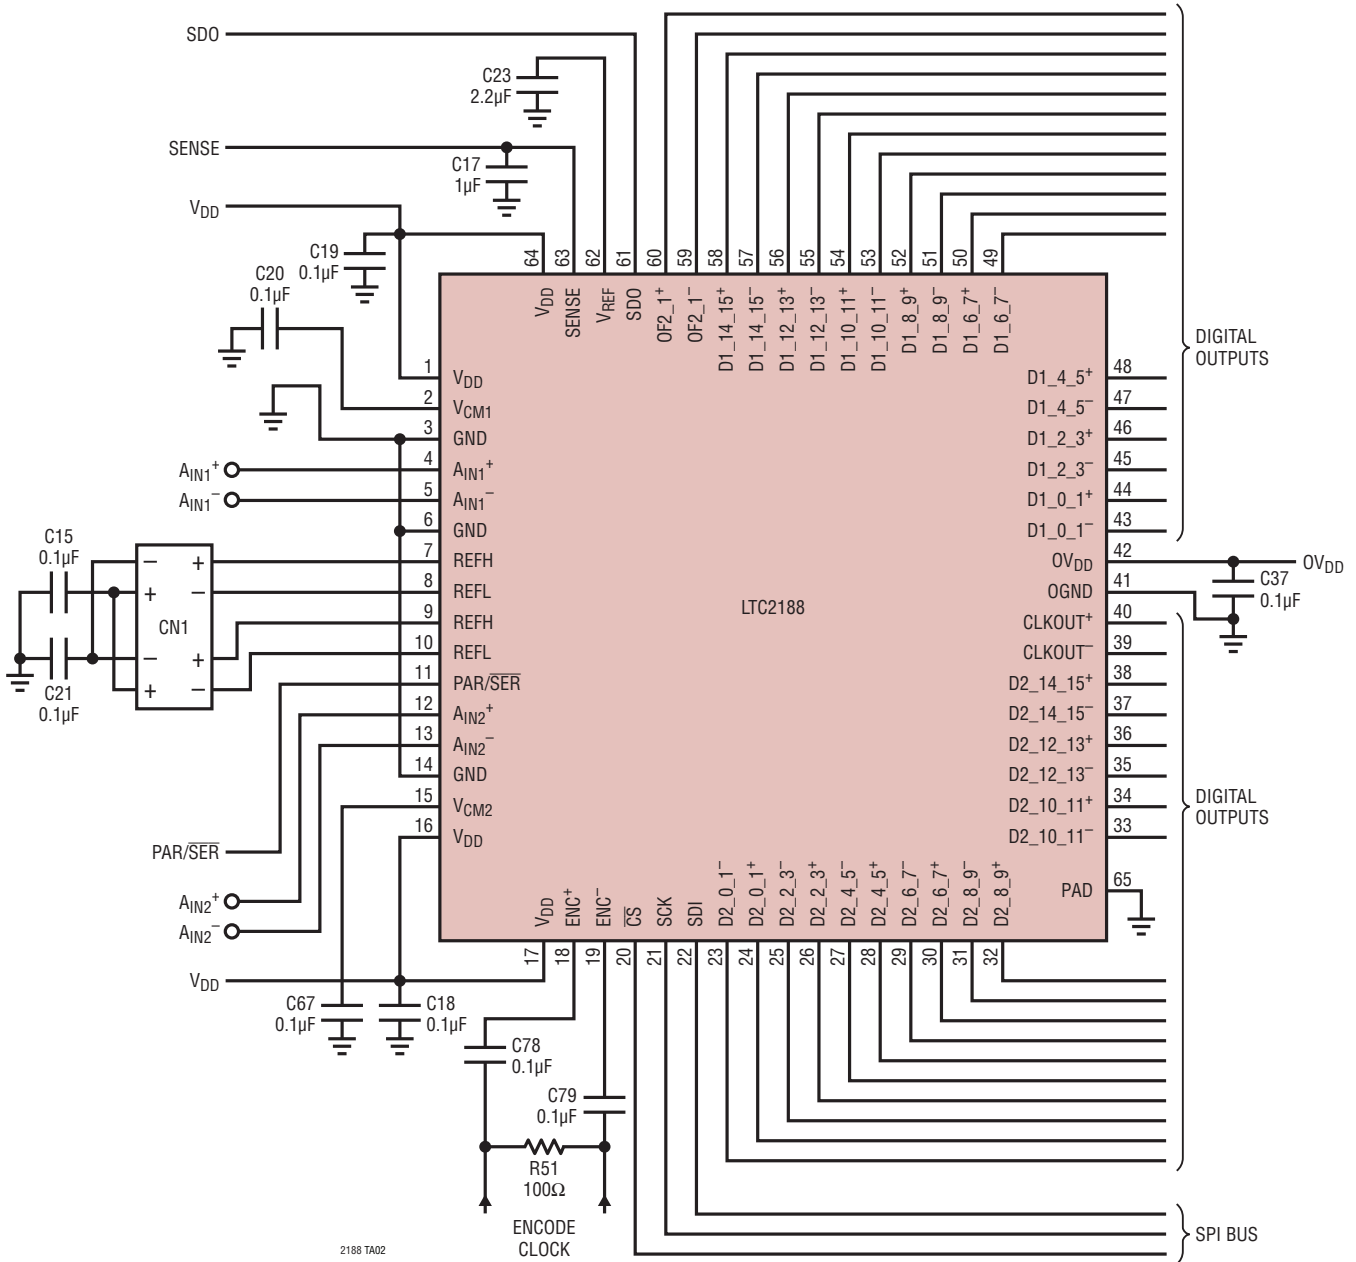 SDO
C23
2.2µF
SENSE
C17
1µF
VDD
C19
0.1µF
C20
0.1µF
64
63
62
61
60
59
58
57
56
55
54
53
52
51
50
49
VDD
SENSE
VREF
SDO
OF2_1+
OF2_1–
D1_14_15+
D1_14_15–
D1_12_13+
D1_12_13–
D1_10_11+
D1_10_11–
D1_8_9+
D1_8_9–
D1_6_7+
D1_6_7–
DIGITAL
OUTPUTS
1 VDD
2 VCM1
3 GND
AIN1+ 4 AIN1+
AIN1– 5 AIN1–
6 GND
7 REFH
8 REFL
9 REFH
10 REFL
11 PAR/SER
12 AIN2+
13 AIN2–
14 GND
15 VCM2
16 VDD
C15
0.1µF
– +
+ –
CN1
– +
+ –
C21
0.1µF
LTC2188
D1_4_5+ 48
D1_4_5– 47
D1_2_3+ 46
D1_2_3– 45
D1_0_1+ 44
D1_0_1– 43
OVDD 42 OVDD
OGND 41
C37
0.1µF
CLKOUT+ 40
CLKOUT– 39
D2_14_15+ 38
D2_14_15– 37
D2_12_13+ 36
D2_12_13– 35
D2_10_11+ 34
D2_10_11– 33
PAD 65
DIGITAL
OUTPUTS
PAR/SER
AIN2+
AIN2–
VDD
VDD
ENC+
ENC–
CS
SCK
SDI
D2_0_1–
D2_0_1+
D2_2_3–
D2_2_3+
D2_4_5–
D2_4_5+
D2_6_7–
D2_6_7+
D2_8_9–
D2_8_9+
17
18
19
20
21
22
23
24
25
26
27
28
29
30
31
32
C67
0.1µF
C18
0.1µF
C78
0.1µF
C79
0.1µF
R51
100Ω
ENCODE
CLOCK
SPI BUS
2188 TA02